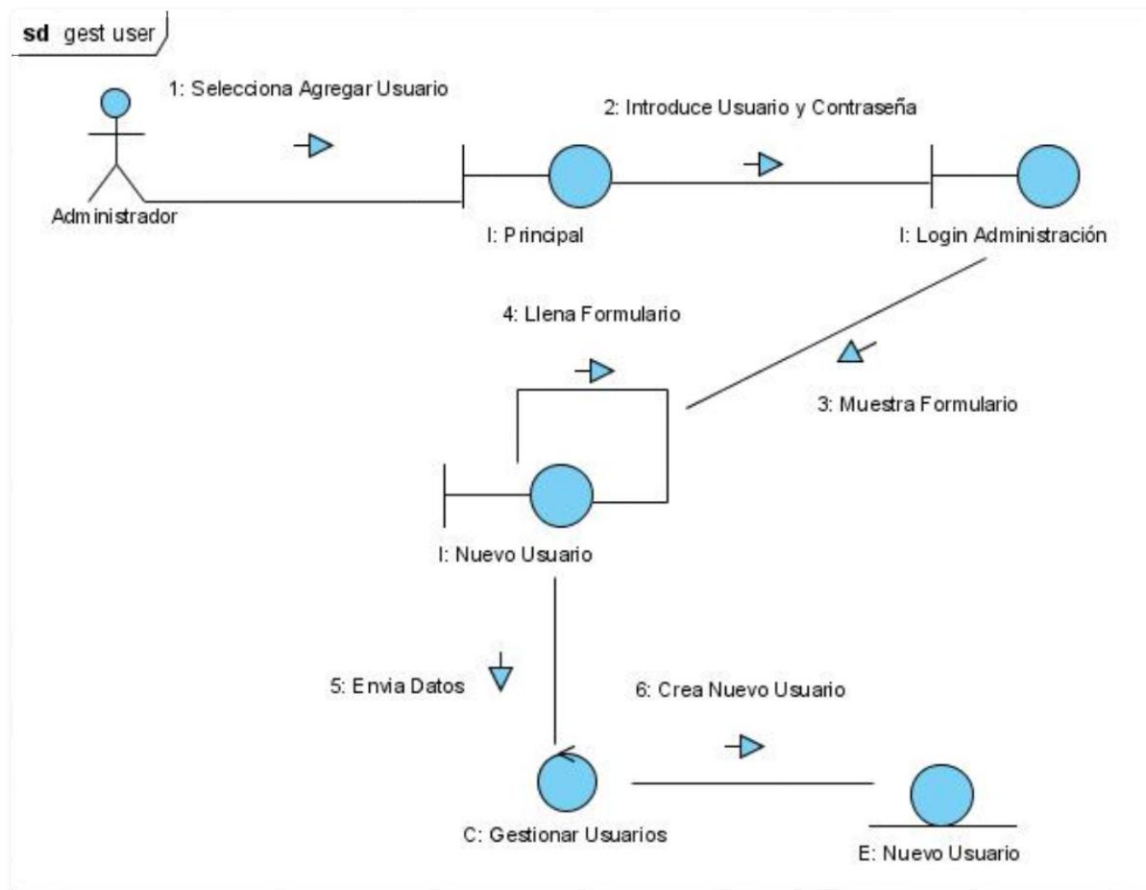 sd gest user
1: Selecciona Agregar Usuario
2: Introduce Usuario y Contraseña
Administrador
I: Principal
I: Login Administración
4: Llena Formulario
3: Muestra Formulario
I: Nuevo Usuario
5: Envia Datos
6: Crea Nuevo Usuario
C: Gestionar Usuarios
E: Nuevo Usuario